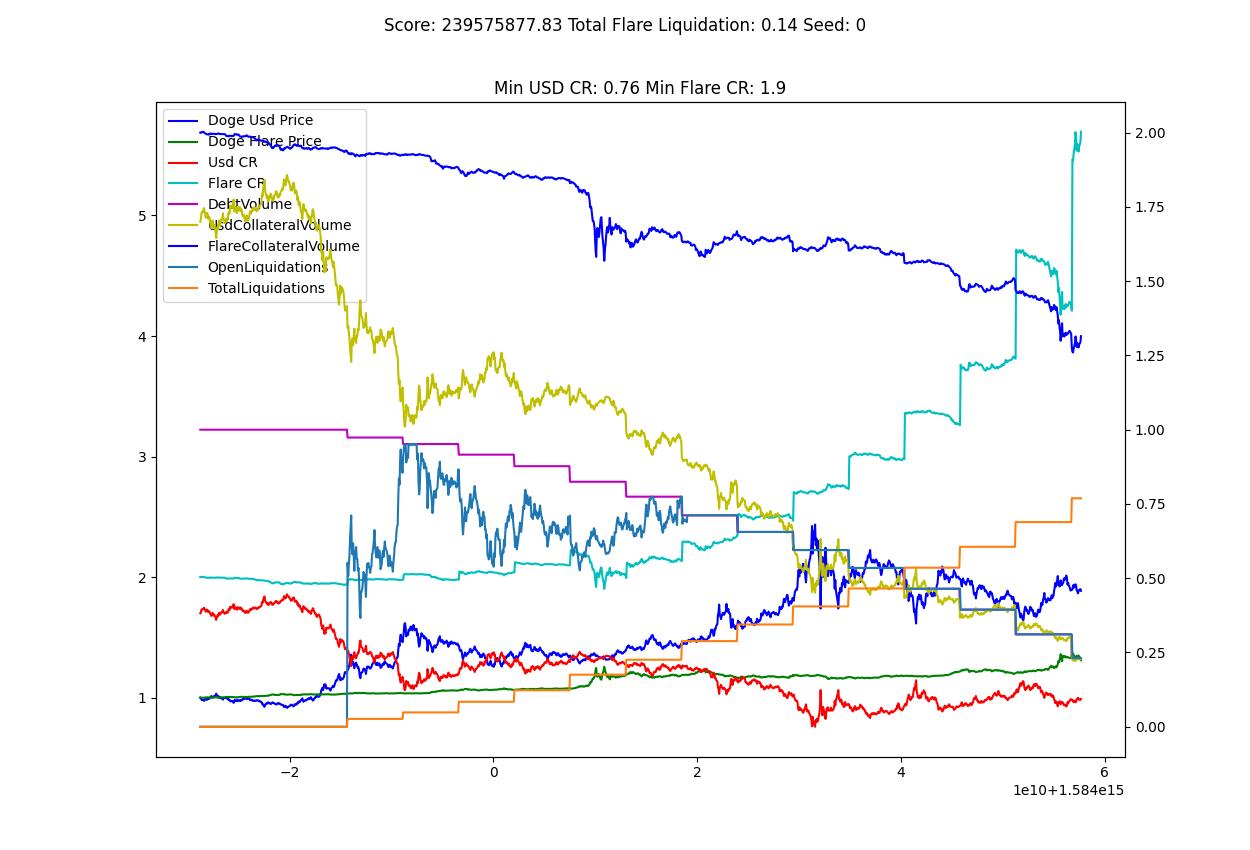 Score: 239575877.83 Total Flare Liquidation: 0.14 Seed: 0
Min USD CR: 0.76 Min Flare CR: 1.9
Doge Usd Price
Doge Flare Price
Usd CR
Flare CR
DebtVolume
UsdCollateralVolume
FlareCollateralVolume
OpenLiquidations
TotalLiquidations
5
4
3
2
1
2.00
1.75
1.50
1.25
1.00
0.75
0.50
0.25
0.00
−2
0
2
4
6
1e10+1.584e15